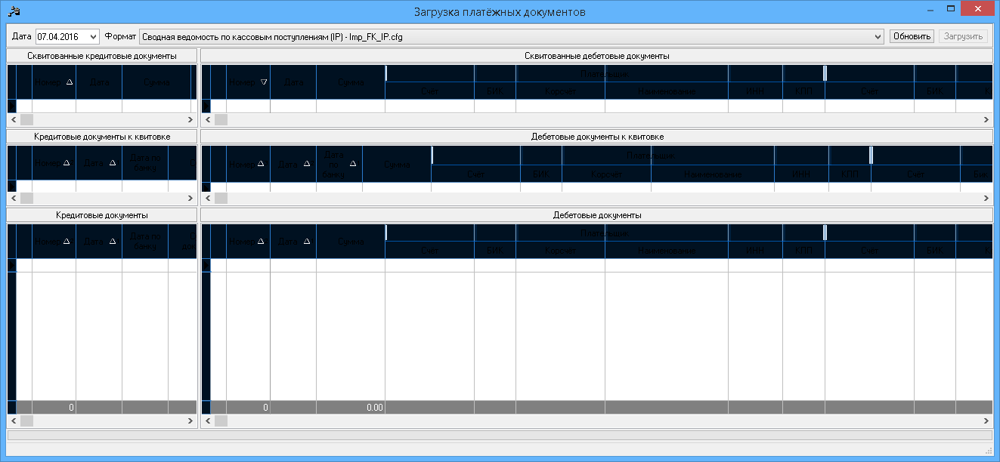 Загрузка платёжных документов
Дата 07.04.2016 Формат Сводная ведомость по кассовым поступлениям (IP) - Imp_FK_IP.cfg Обновить Загрузить
Сквитованные кредитовые документы Сквитованные дебетовые документы
Номер Дата Сумма Номер Дата Сумма Плательщик
Счёт БИК Корсчёт Наименование ИНН КПП Счёт БИК
Кредитовые документы к квитовке Дебетовые документы к квитовке
Номер Дата Дата по банку Номер Дата Дата по банку Сумма Плательщик
Счёт БИК Корсчёт Наименование ИНН КПП Счёт БИК
Кредитовые документы Дебетовые документы
Номер Дата Дата по банку Номер Дата Сумма Плательщик
Счёт БИК Корсчёт Наименование ИНН КПП Счёт БИК
0 0 0.00